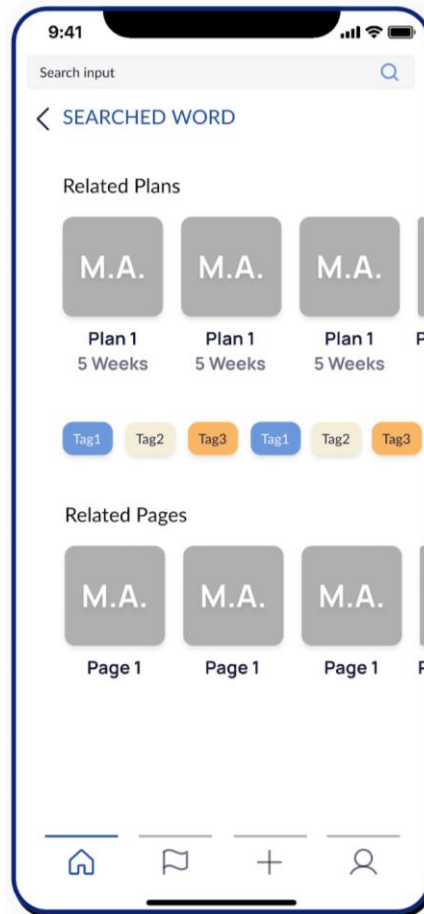 9:41
Search input
SEARCHED WORD
Related Plans
M.A. M.A. M.A.
Plan 1 Plan 1 Plan 1 P
5 Weeks 5 Weeks 5 Weeks
Tag1 Tag2 Tag3 Tag1 Tag2 Tag3
Related Pages
M.A. M.A. M.A.
Page 1 Page 1 Page 1 P